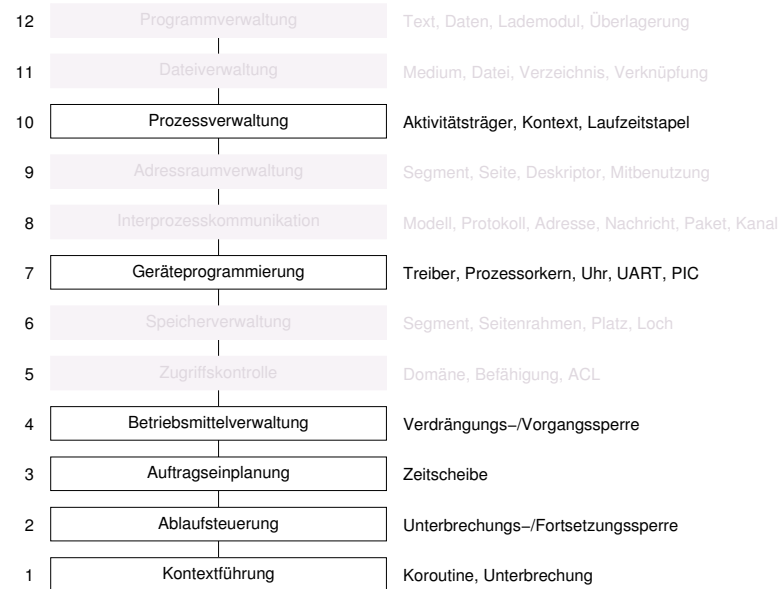 12 Programmverwaltung Text, Daten, Lademodul, Überlagerung
11 Dateiverwaltung Medium, Datei, Verzeichnis, Verknüpfung
10 Prozessverwaltung Aktivitätsträger, Kontext, Laufzeitstapel
9 Adressraumverwaltung Segment, Seite, Deskriptor, Mitbenutzung
8 Interprozesskommunikation Modell, Protokoll, Adresse, Nachricht, Paket, Kanal
7 Geräteprogrammierung Treiber, Prozessorkern, Uhr, UART, PIC
6 Speicherverwaltung Segment, Seitenrahmen, Platz, Loch
5 Zugriffskontrolle Domäne, Befähigung, ACL
4 Betriebsmittelverwaltung Verdrängungs−/Vorgangssperre
3 Auftragseinplanung Zeitscheibe
2 Ablaufsteuerung Unterbrechungs−/Fortsetzungssperre
1 Kontextführung Koroutine, Unterbrechung